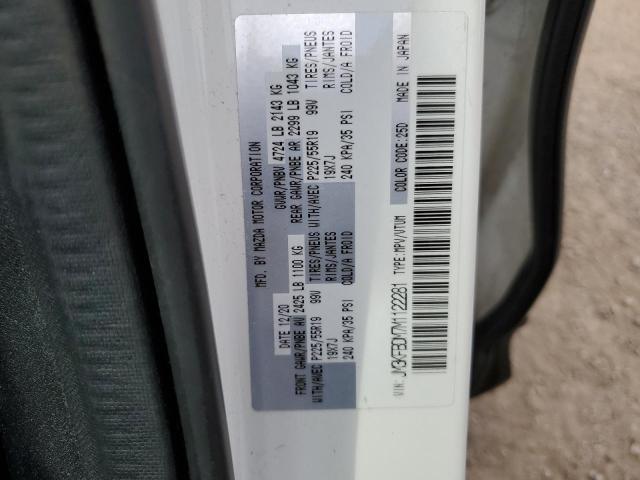 MFD. BY MAZDA MOTOR CORPORATION
DATE 12/20 GVWR/PNBV 4724 LB 2143 KG
FRONT GAWR/PNBE AV 2425 LB 1100 KG REAR GAWR/PNBE AR 2299 LB 1043 KG
WITH/AVEC P225/55R19 99V TIRES/PNEUS WITH/AVEC P225/55R19 99V TIRES/PNEUS
19X7J RIMS/JANTES 19X7J RIMS/JANTES
240 KPA/35 PSI COLD/A FROID 240 KPA/35 PSI COLD/A FROID
VIN: JM3KFBDM7M1122281 TYPE:MPV/VTUM
COLOR CODE:25D MADE IN JAPAN